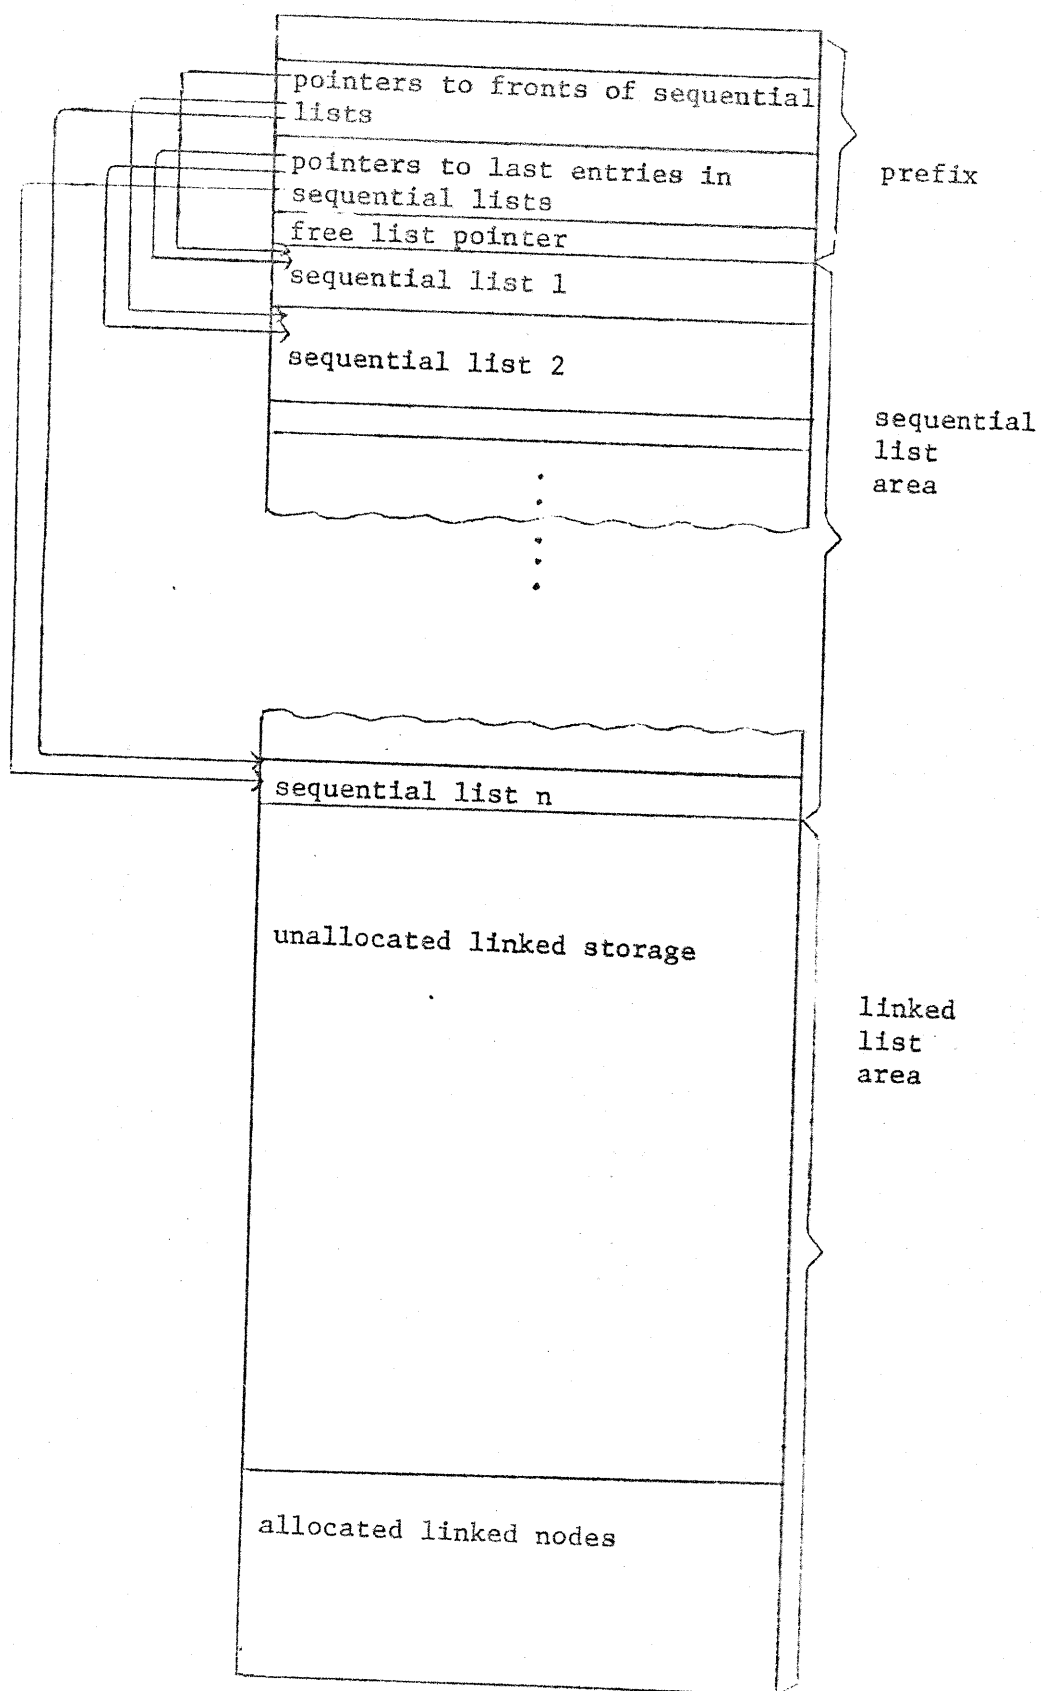 pointers to fronts of sequential
lists
pointers to last entries in
sequential lists
prefix
free list pointer
sequential list 1
sequential list 2
sequential
list
area
sequential list n
unallocated linked storage
linked
list
area
allocated linked nodes